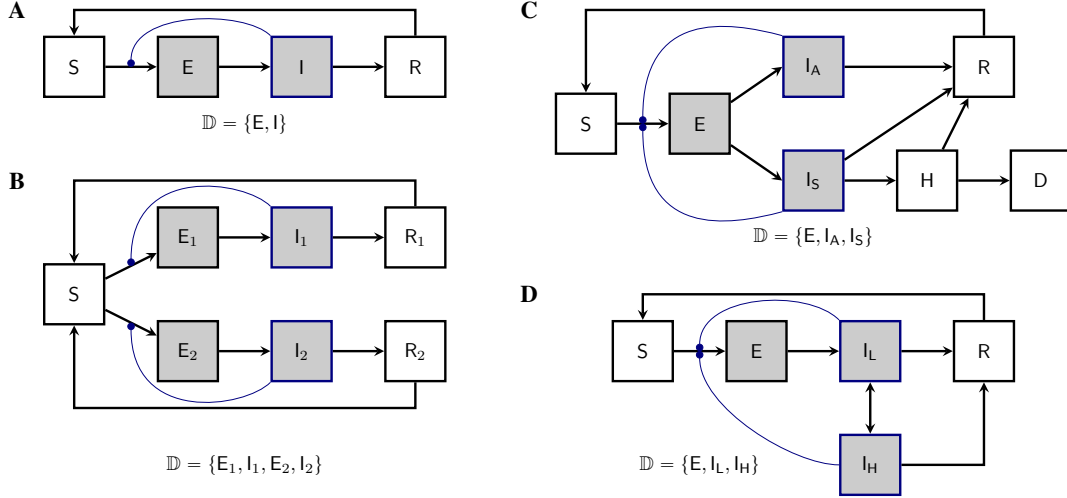 A
S
E
I
R
𝔻 = {E, I}
B
S
E₁
I₁
R₁
E₂
I₂
R₂
𝔻 = {E₁, I₁, E₂, I₂}
C
S
E
I_A
I_S
R
H
D
𝔻 = {E, I_A, I_S}
D
S
E
I_L
R
I_H
𝔻 = {E, I_L, I_H}